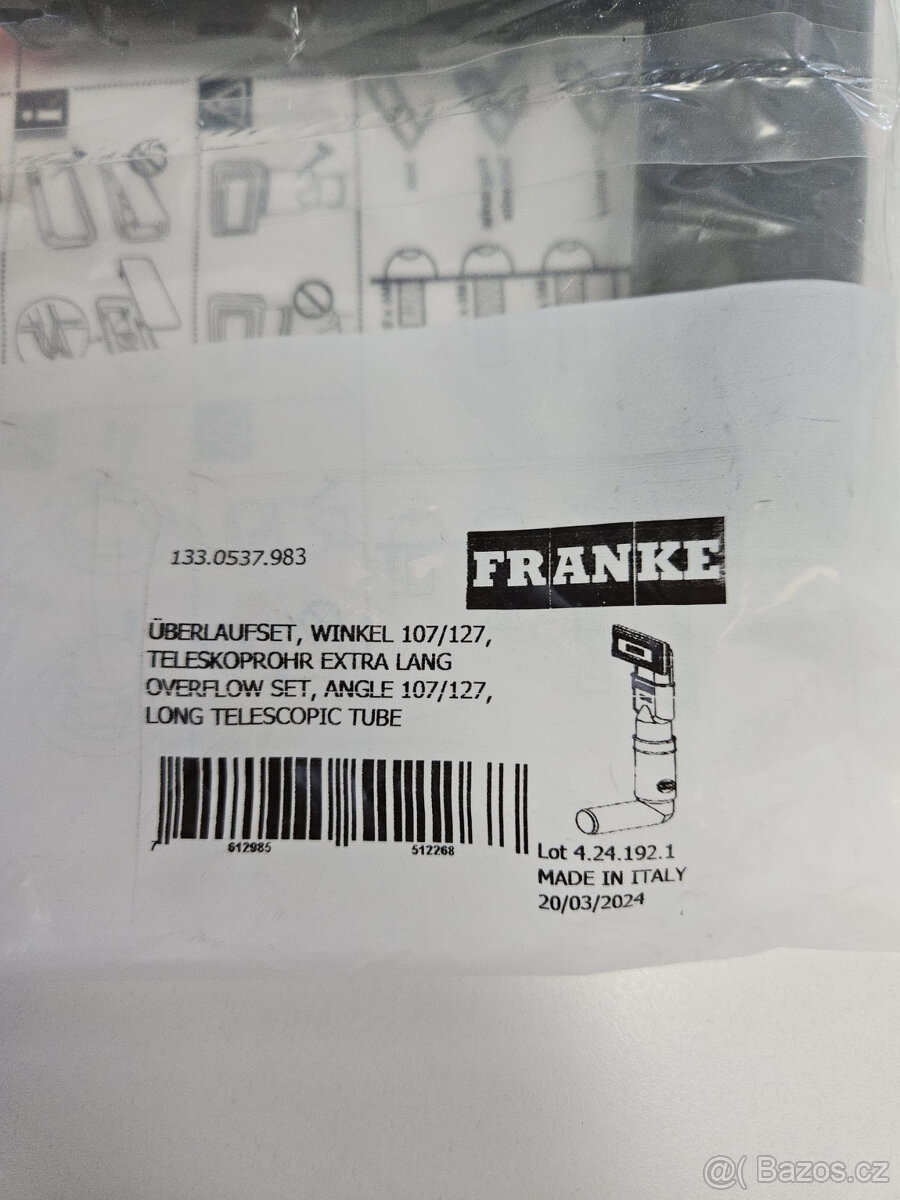 133.0537.983
FRANKE
ÜBERLAUFSET, WINKEL 107/127,
TELESKOPROHR EXTRA LANG
OVERFLOW SET, ANGLE 107/127,
LONG TELESCOPIC TUBE
7 612985 512268
Lot 4.24.192.1
MADE IN ITALY
20/03/2024
@( Bazos.cz